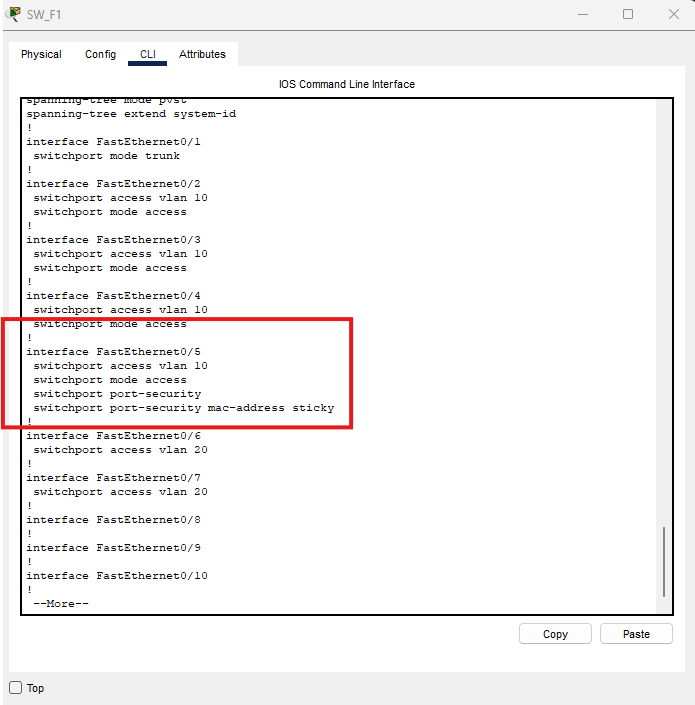 SW_F1
Physical Config CLI Attributes
IOS Command Line Interface
spanning-tree mode pvst
spanning-tree extend system-id
!
interface FastEthernet0/1
switchport mode trunk
!
interface FastEthernet0/2
switchport access vlan 10
switchport mode access
!
interface FastEthernet0/3
switchport access vlan 10
switchport mode access
!
interface FastEthernet0/4
switchport access vlan 10
switchport mode access
!
interface FastEthernet0/5
switchport access vlan 10
switchport mode access
switchport port-security
switchport port-security mac-address sticky
!
interface FastEthernet0/6
switchport access vlan 20
!
interface FastEthernet0/7
switchport access vlan 20
!
interface FastEthernet0/8
!
interface FastEthernet0/9
!
interface FastEthernet0/10
!
--More--
Copy Paste
Top